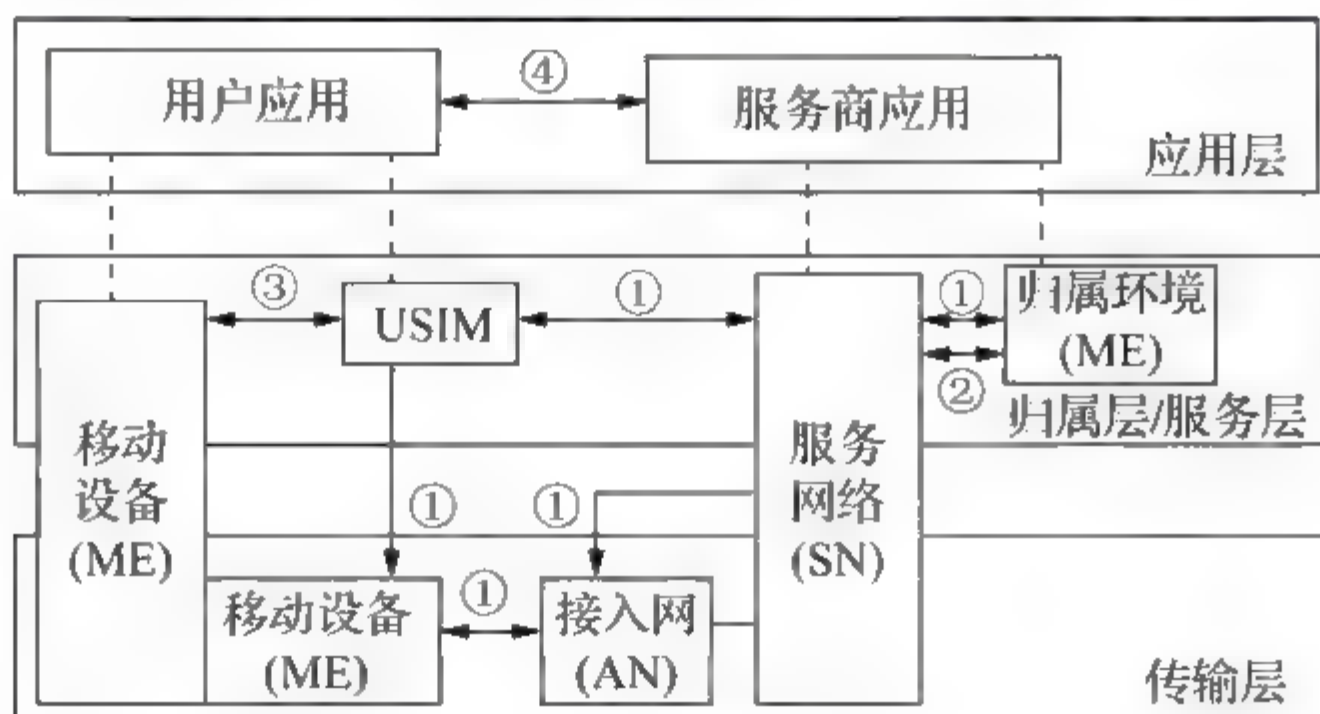 用户应用
④
服务商应用
应用层
③
USIM
①
①
②
归属环境
(ME)
归属层/服务层
移动
设备
(ME)
①
①
服务
网络
(SN)
移动设备
(ME)
①
接入网
(AN)
传输层